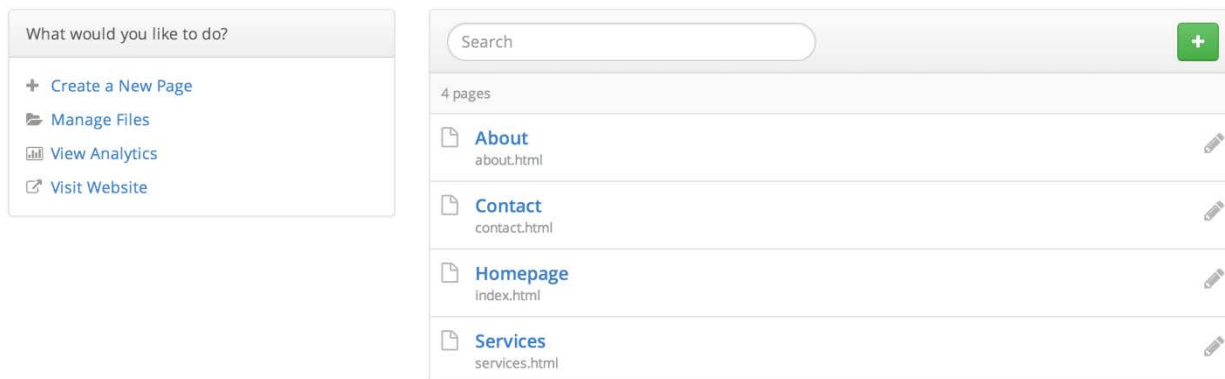 What would you like to do?
Create a New Page
Manage Files
View Analytics
Visit Website
Search
4 pages
About
about.html
Contact
contact.html
Homepage
index.html
Services
services.html